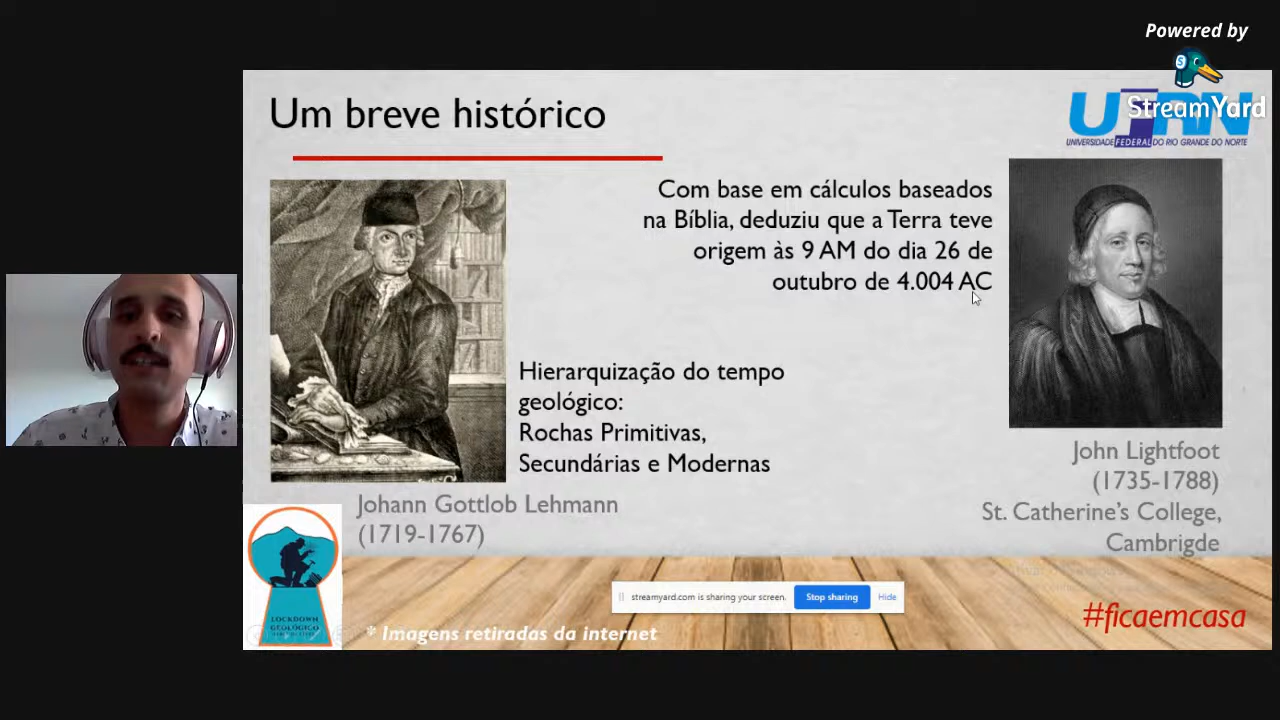 Powered by
StreamYard
Um breve histórico
UNIVERSIDADE FEDERAL DO RIO GRANDE DO NORTE
Com base em cálculos baseados
na Bíblia, deduziu que a Terra teve
origem às 9 AM do dia 26 de
outubro de 4.004 AC
Hierarquização do tempo
geológico:
Rochas Primitivas,
Secundárias e Modernas
John Lightfoot
(1735-1788)
St. Catherine's College,
Cambrigde
Johann Gottlob Lehmann
(1719-1767)
streamyard.com is sharing your screen.
Stop sharing
Hide
LOCKDOWN
GEOLÓGICO
* Imagens retiradas da internet
#ficaemcasa